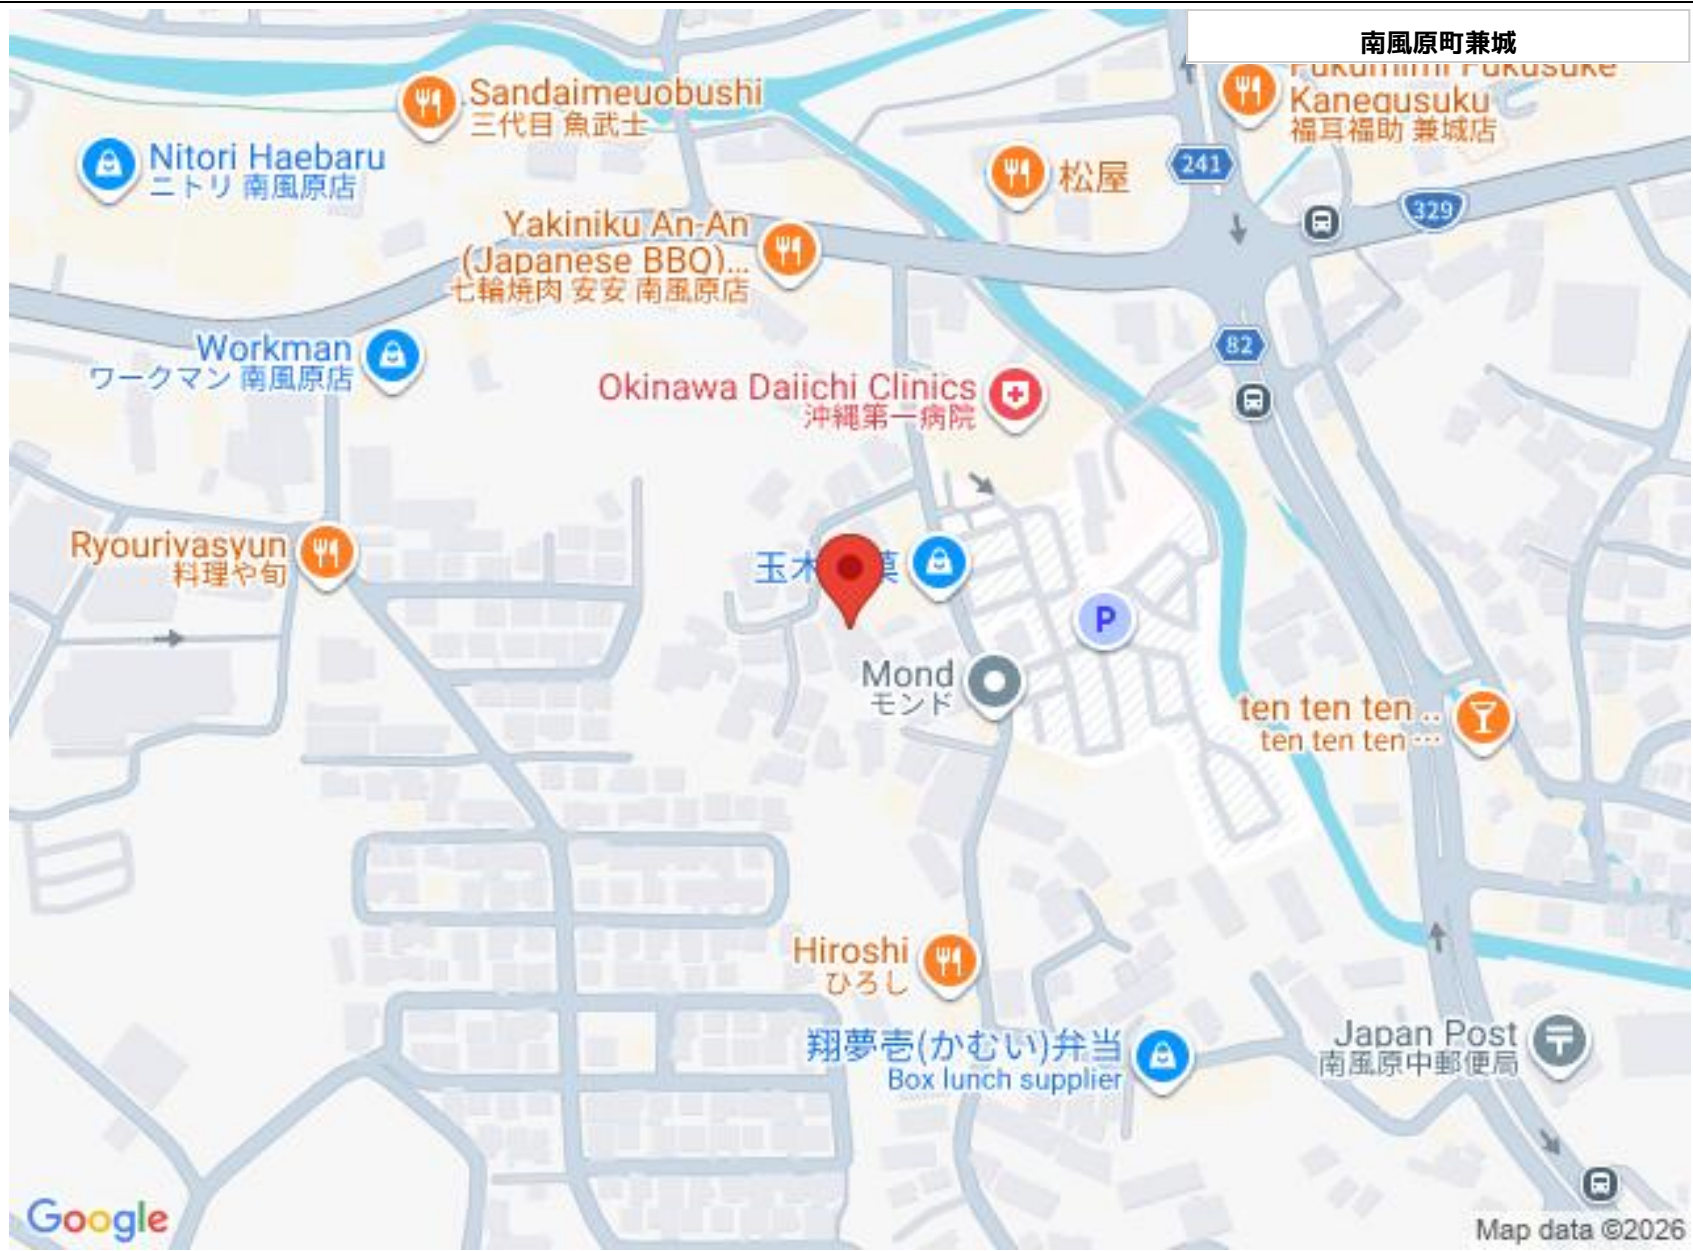 南風原町兼城
Fukumimi Fukusuke
Kanegusuku
福耳福助 兼城店
Sandaimeuobushi
三代目 魚武士
Nitori Haebaru
ニトリ 南風原店
松屋
241
329
Yakiniku An-An
(Japanese BBQ)...
七輪焼肉 安安 南風原店
Workman
ワークマン 南風原店
82
Okinawa Daiichi Clinics
沖縄第一病院
Ryourivasyun
料理や旬
玉木
P
Mond
モンド
ten ten ten ..
ten ten ten ...
Hiroshi
ひろし
翔夢壱(かむい)弁当
Box lunch supplier
Japan Post
南風原中郵便局
Google
Map data ©2026